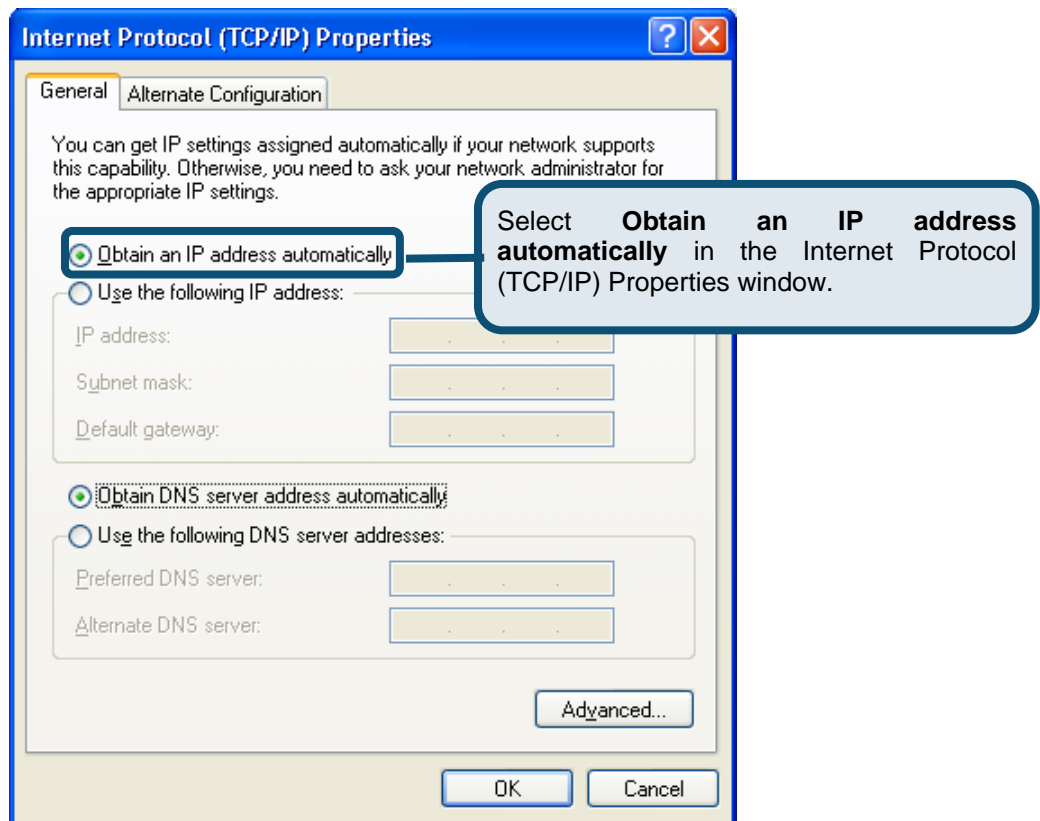 Internet Protocol (TCP/IP) Properties
General
Alternate Configuration
You can get IP settings assigned automatically if your network supports
this capability. Otherwise, you need to ask your network administrator for
the appropriate IP settings.
Select Obtain an IP address
automatically in the Internet Protocol
(TCP/IP) Properties window.
Obtain an IP address automatically
Use the following IP address:
IP address:
Subnet mask:
Default gateway:
Obtain DNS server address automatically
Use the following DNS server addresses:
Preferred DNS server:
Alternate DNS server:
Advanced...
OK
Cancel